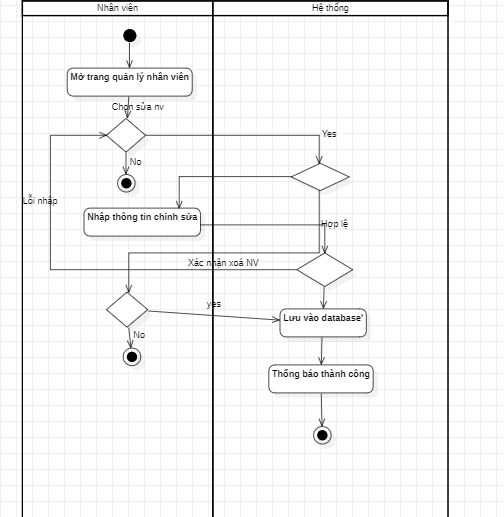 Nhân viên
Hệ thống
Mở trang quản lý nhân viên
Chọn sửa nv
Yes
No
Lỗi nhập
Nhập thông tin chỉnh sửa
Hợp lệ
Xác nhận xoá NV
yes
Lưu vào database'
No
Thống báo thành công